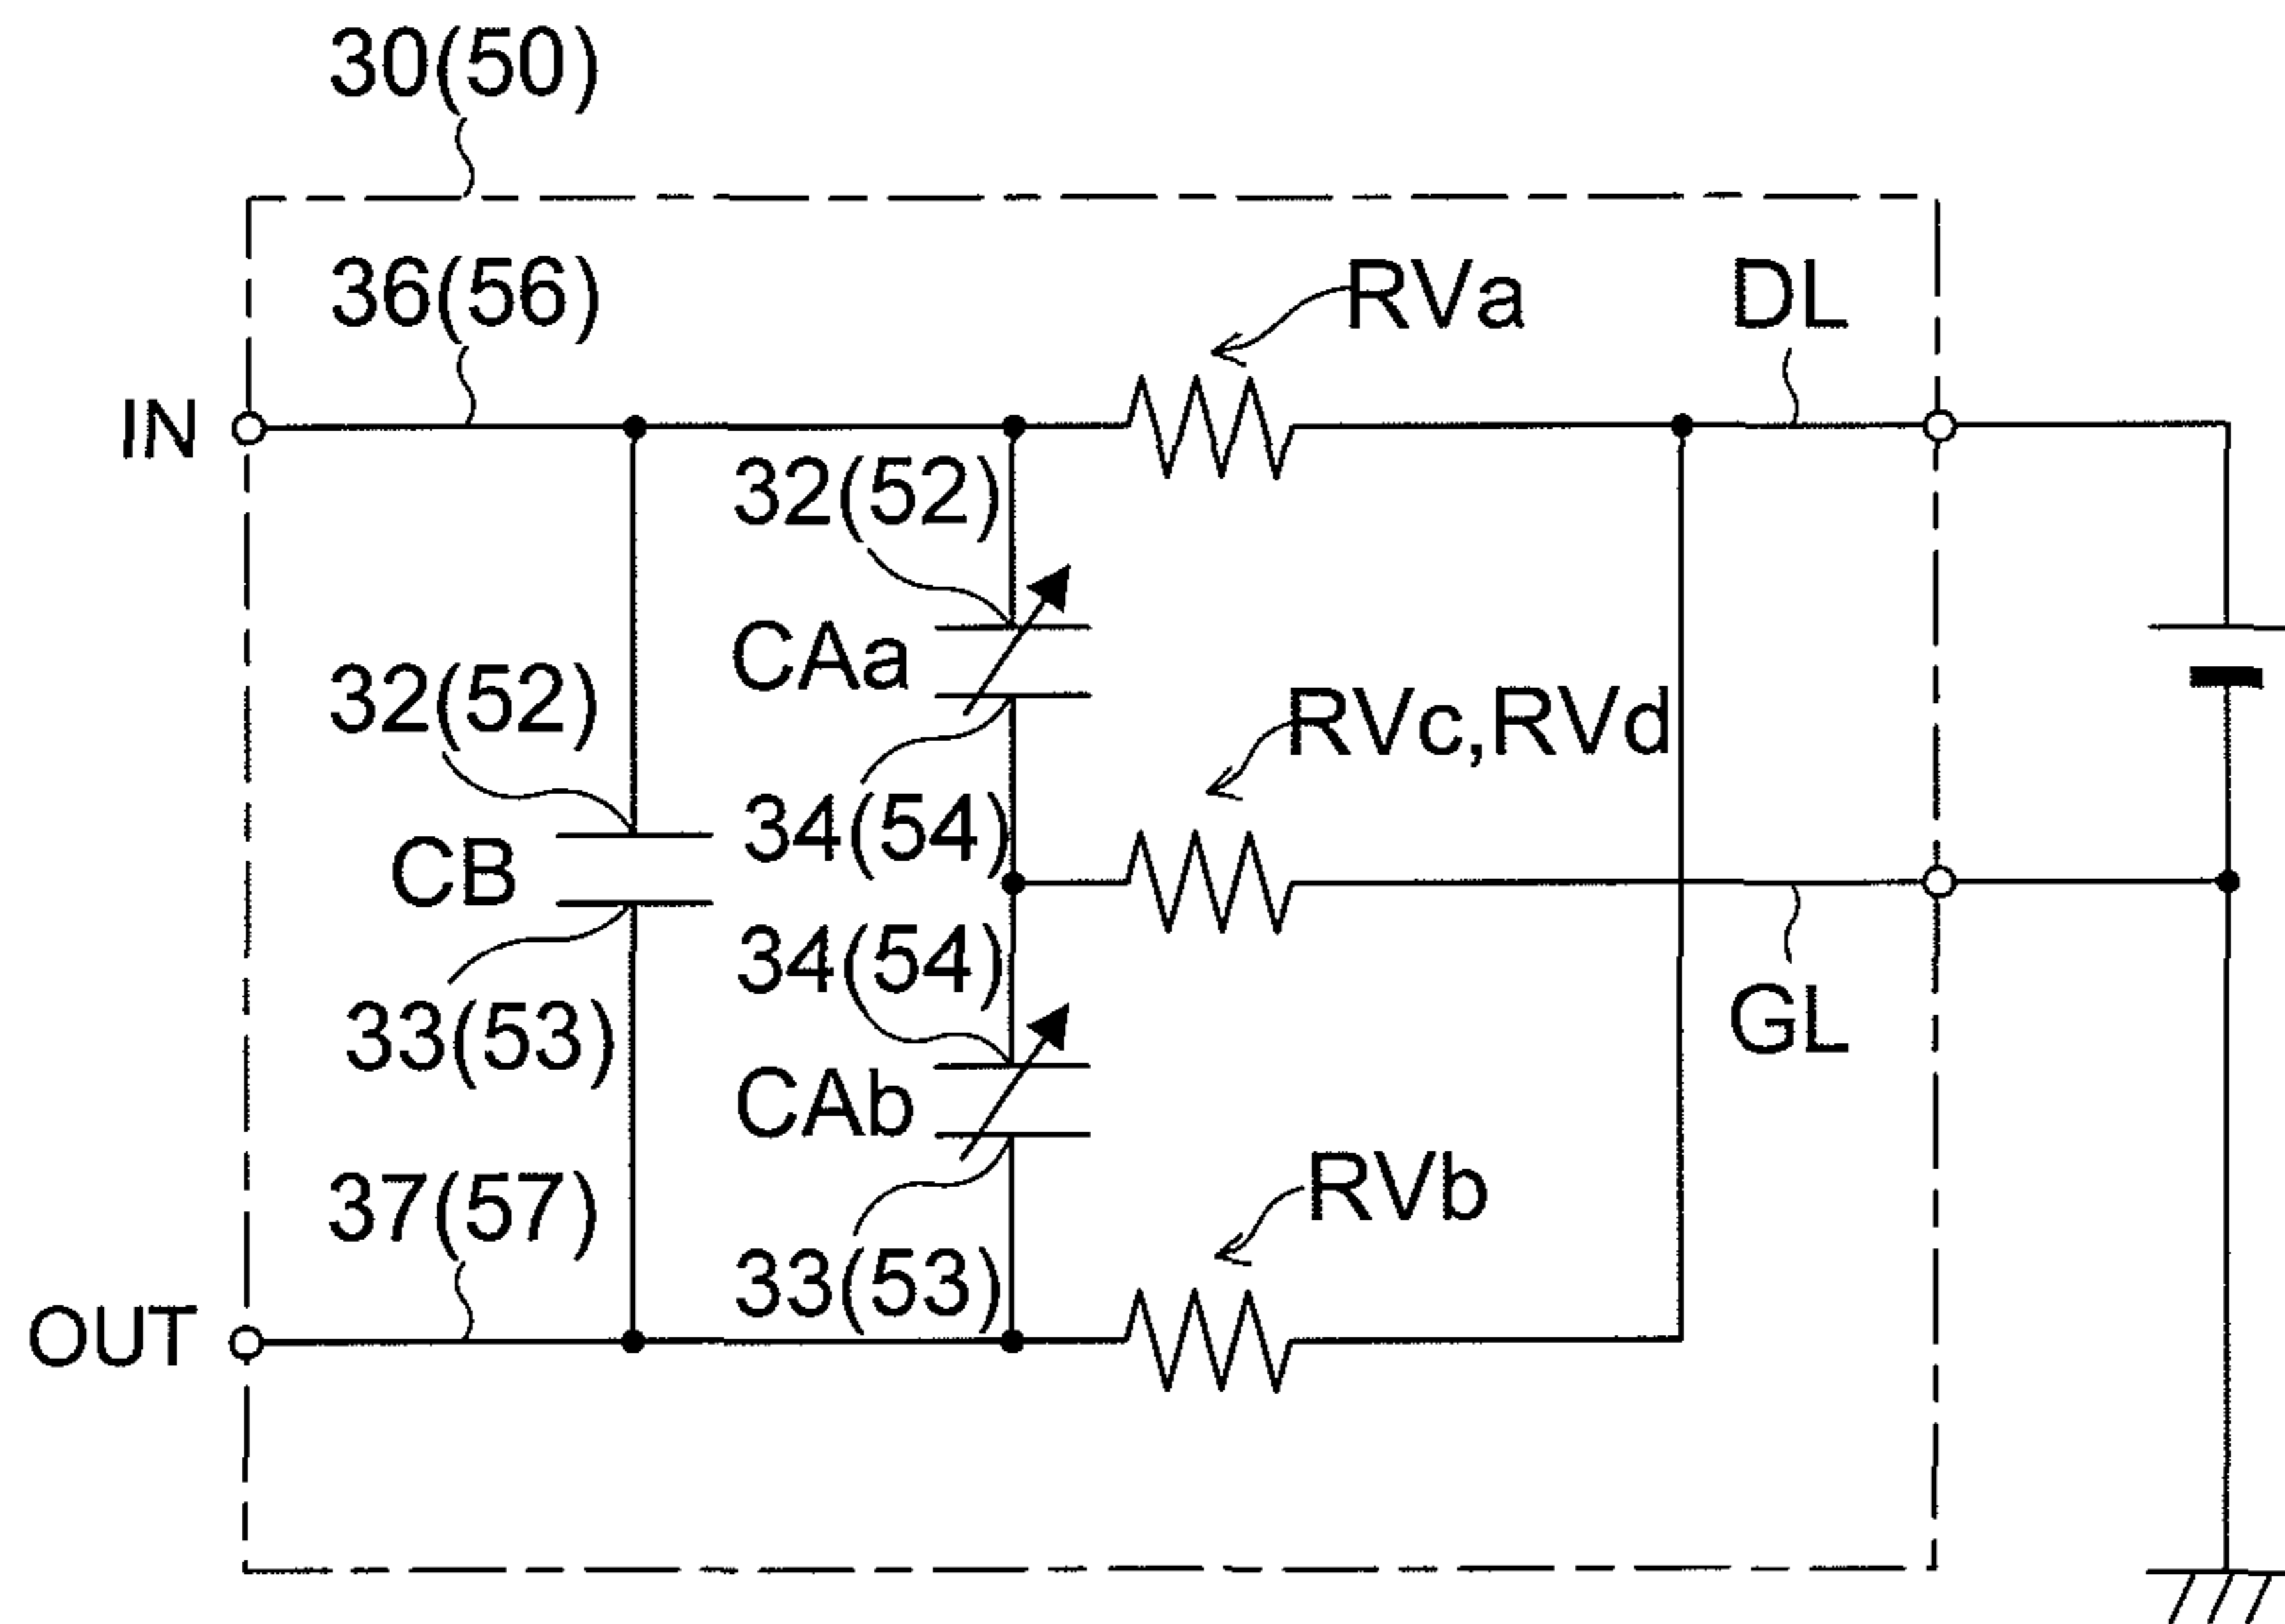 30(50)
36(56)
RVa
DL
IN
32(52)
CAa
32(52)
RVc,RVd
34(54)
CB
34(54)
33(53)
GL
CAb
37(57)
RVb
33(53)
OUT